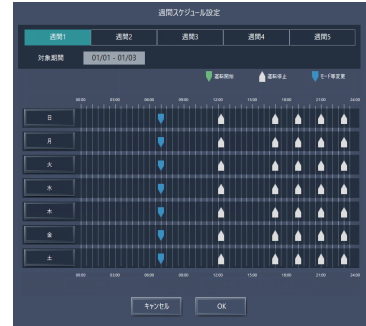 週間スケジュール設定
週間1 週間2 週間3 週間4 週間5
対象期間 01/01 - 01/03
運転開始 運転停止 モード等変更
00:00 03:00 06:00 09:00 12:00 15:00 18:00 21:00 24:00
日
月
火
水
木
金
土
00:00 03:00 06:00 09:00 12:00 15:00 18:00 21:00 24:00
キャンセル OK